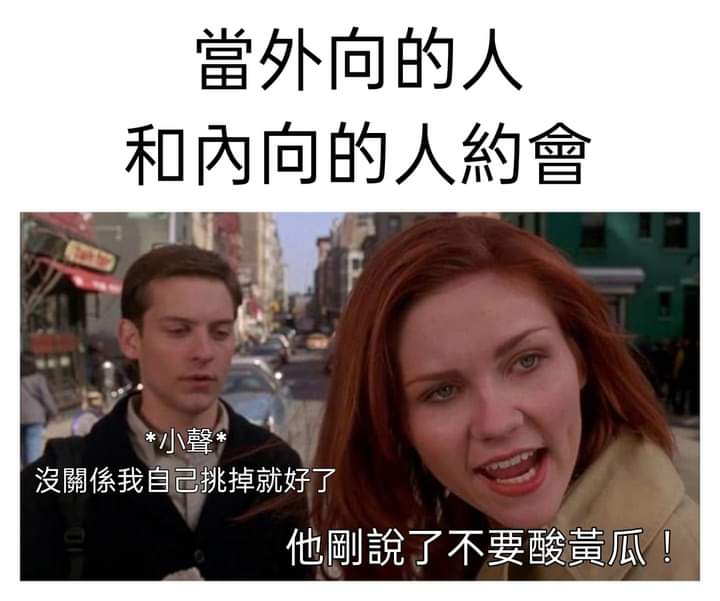 當外向的人
和內向的人約會
*小聲*
沒關係我自己挑掉就好了
他剛說了不要酸黃瓜！